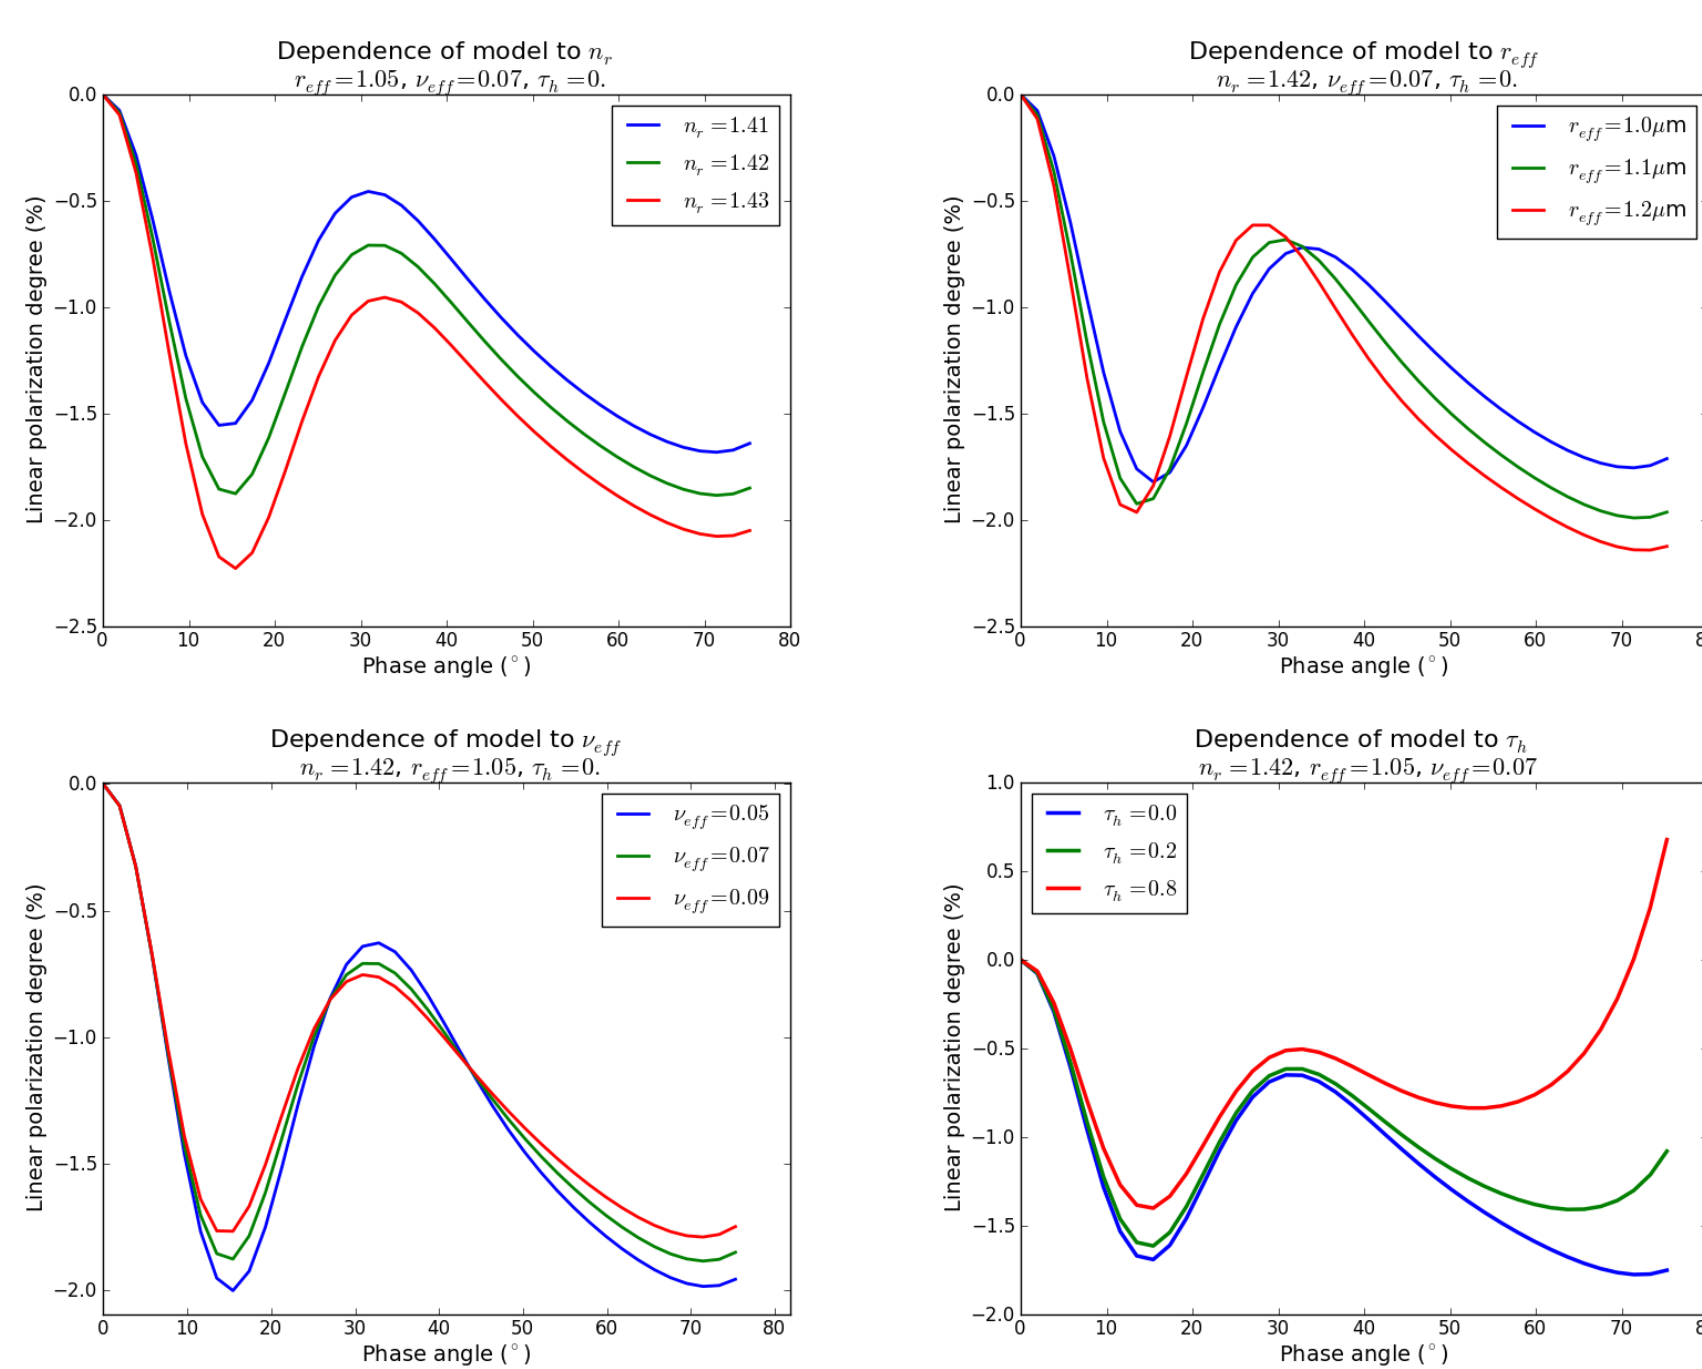 Dependence of model to n_r
r_eff=1.05, ν_eff=0.07, τ_h=0.
0.0
−0.5
−1.0
−1.5
−2.0
−2.5
Linear polarization degree (%)
n_r=1.41
n_r=1.42
n_r=1.43
0 10 20 30 40 50 60 70 80
Phase angle (°)
Dependence of model to r_eff
n_r=1.42, ν_eff=0.07, τ_h=0.
0.0
−0.5
−1.0
−1.5
−2.0
−2.5
Linear polarization degree (%)
r_eff=1.0μm
r_eff=1.1μm
r_eff=1.2μm
0 10 20 30 40 50 60 70
Phase angle (°)
Dependence of model to ν_eff
n_r=1.42, r_eff=1.05, τ_h=0.
0.0
−0.5
−1.0
−1.5
−2.0
Linear polarization degree (%)
ν_eff=0.05
ν_eff=0.07
ν_eff=0.09
0 10 20 30 40 50 60 70 80
Phase angle (°)
Dependence of model to τ_h
n_r=1.42, r_eff=1.05, ν_eff=0.07
1.0
0.5
0.0
−0.5
−1.0
−1.5
−2.0
Linear polarization degree (%)
τ_h=0.0
τ_h=0.2
τ_h=0.8
0 10 20 30 40 50 60 70
Phase angle (°)